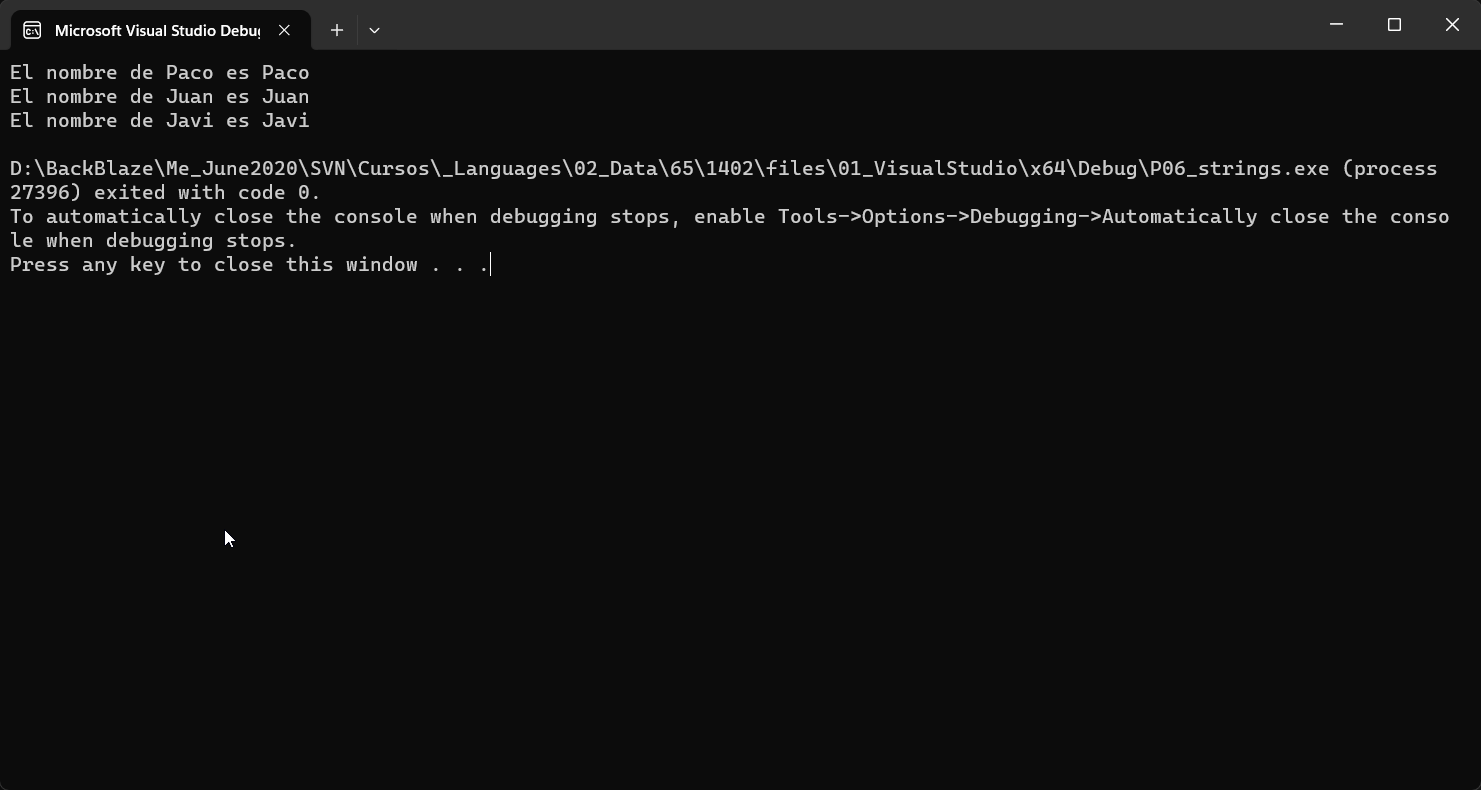 Microsoft Visual Studio Debug
El nombre de Paco es Paco
El nombre de Juan es Juan
El nombre de Javi es Javi
D:\BackBlaze\Me_June2020\SVN\Cursos\_Languages\02_Data\65\1402\files\01_VisualStudio\x64\Debug\P06_strings.exe (process
27396) exited with code 0.
To automatically close the console when debugging stops, enable Tools->Options->Debugging->Automatically close the conso
le when debugging stops.
Press any key to close this window . . .